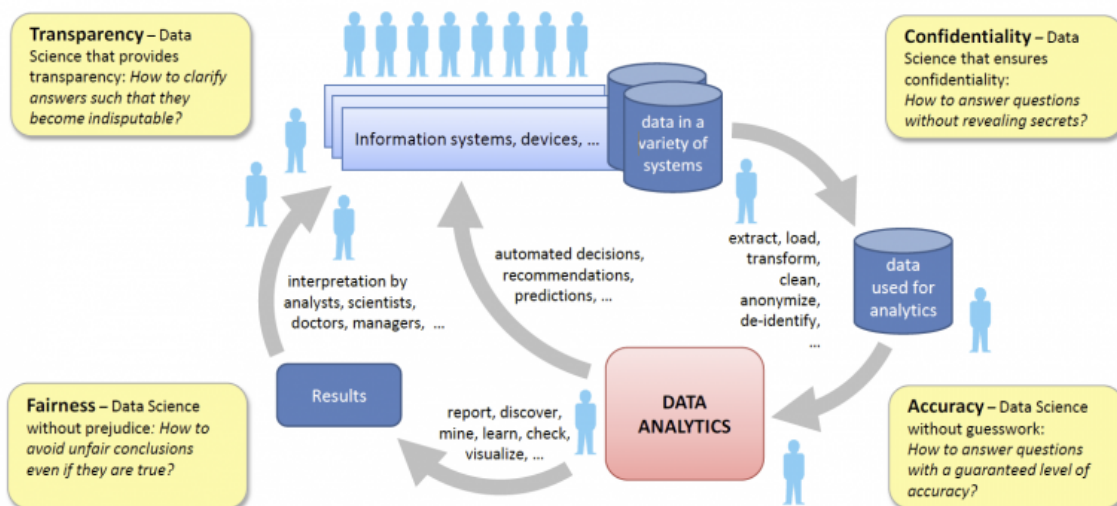 Transparency – Data
Science that provides
transparency: How to clarify
answers such that they
become indisputable?
Information systems, devices, ...
data in a
variety of
systems
Confidentiality – Data
Science that ensures
confidentiality:
How to answer questions
without revealing secrets?
extract, load,
transform,
clean,
anonymize,
de-identify,
...
data
used for
analytics
automated decisions,
recommendations,
predictions, ...
interpretation by
analysts, scientists,
doctors, managers, ...
Fairness – Data Science
without prejudice: How to
avoid unfair conclusions
even if they are true?
Results
report, discover,
mine, learn, check,
visualize, ...
DATA
ANALYTICS
Accuracy – Data Science
without guesswork:
How to answer questions
with a guaranteed level of
accuracy?